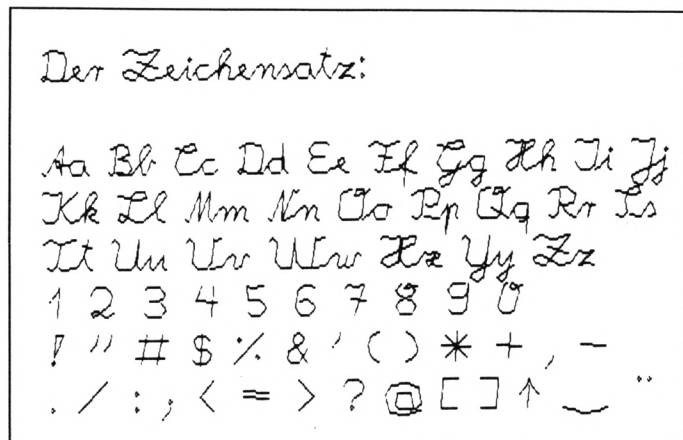 Der Zeichensatz:
Aa Bb Cc Dd Ee Ff Gg Hh Ii Jj
Kk Ll Mm Nn Oo Pp Qq Rr Ss
Tt Uu Vv Ww Xx Yy Zz
1 2 3 4 5 6 7 8 9 0
! " # $ % & ' ( ) * + , -
. / : ; < = > ? @ [ ] ↑ ‿ ¨